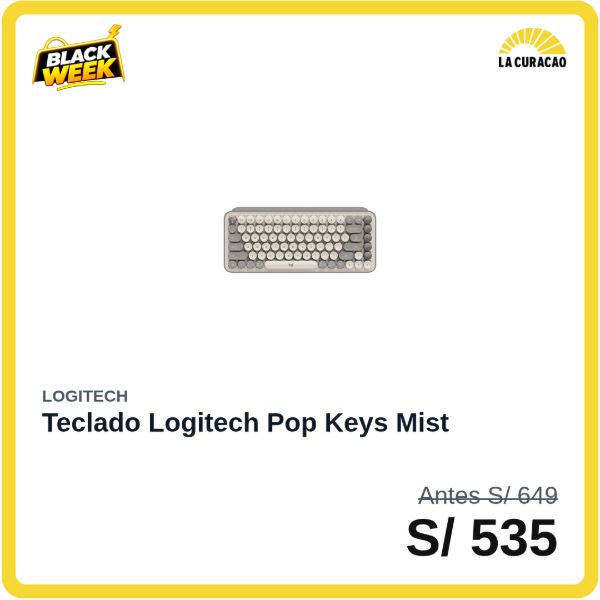 BLACK
WEEK
LA CURACAO
LOGITECH
Teclado Logitech Pop Keys Mist
Antes S/ 649
S/ 535